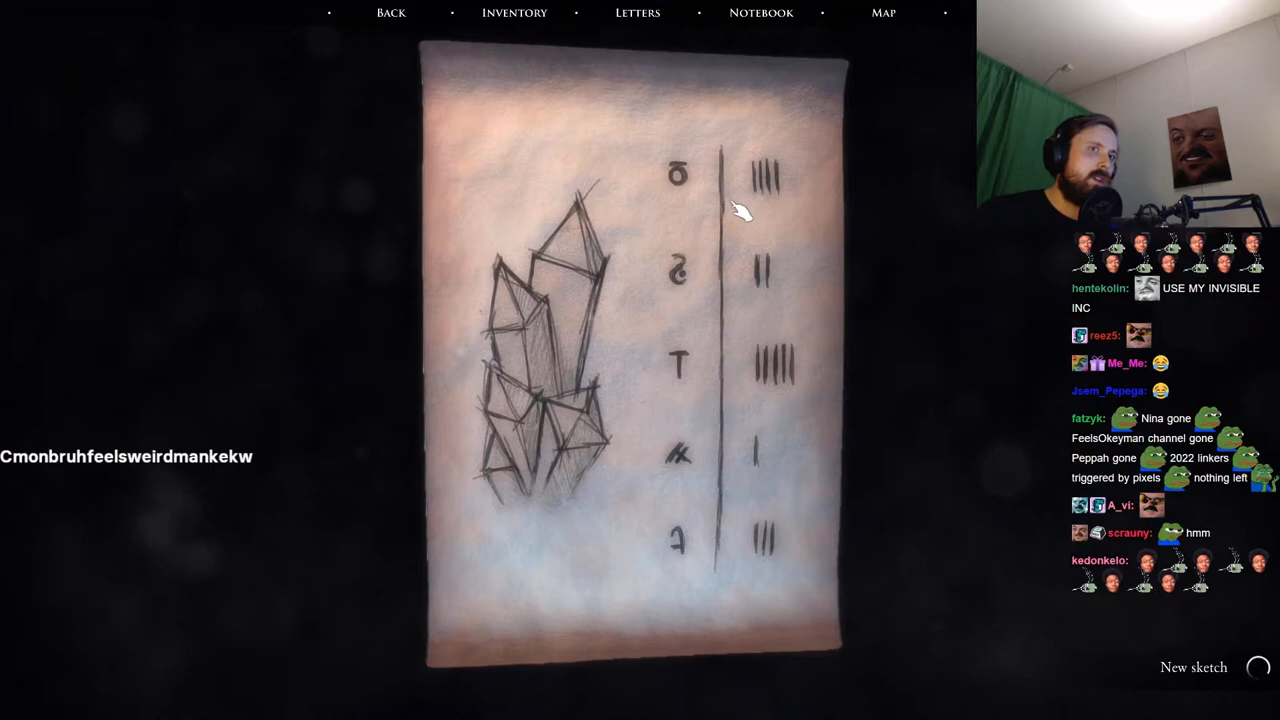 BACK
INVENTORY
LETTERS
NOTEBOOK
MAP
T
Cmonbruhfeelsweirdmankekw
hentekolin: USE MY INVISIBLE
INC
reez5:
Me_Me:
Jsem_Pepega:
fatzyk: Nina gone
FeelsOkeyman channel gone
Peppah gone 2022 linkers
triggered by pixels nothing left
A_vi:
scrauny: hmm
kedonkelo:
New sketch